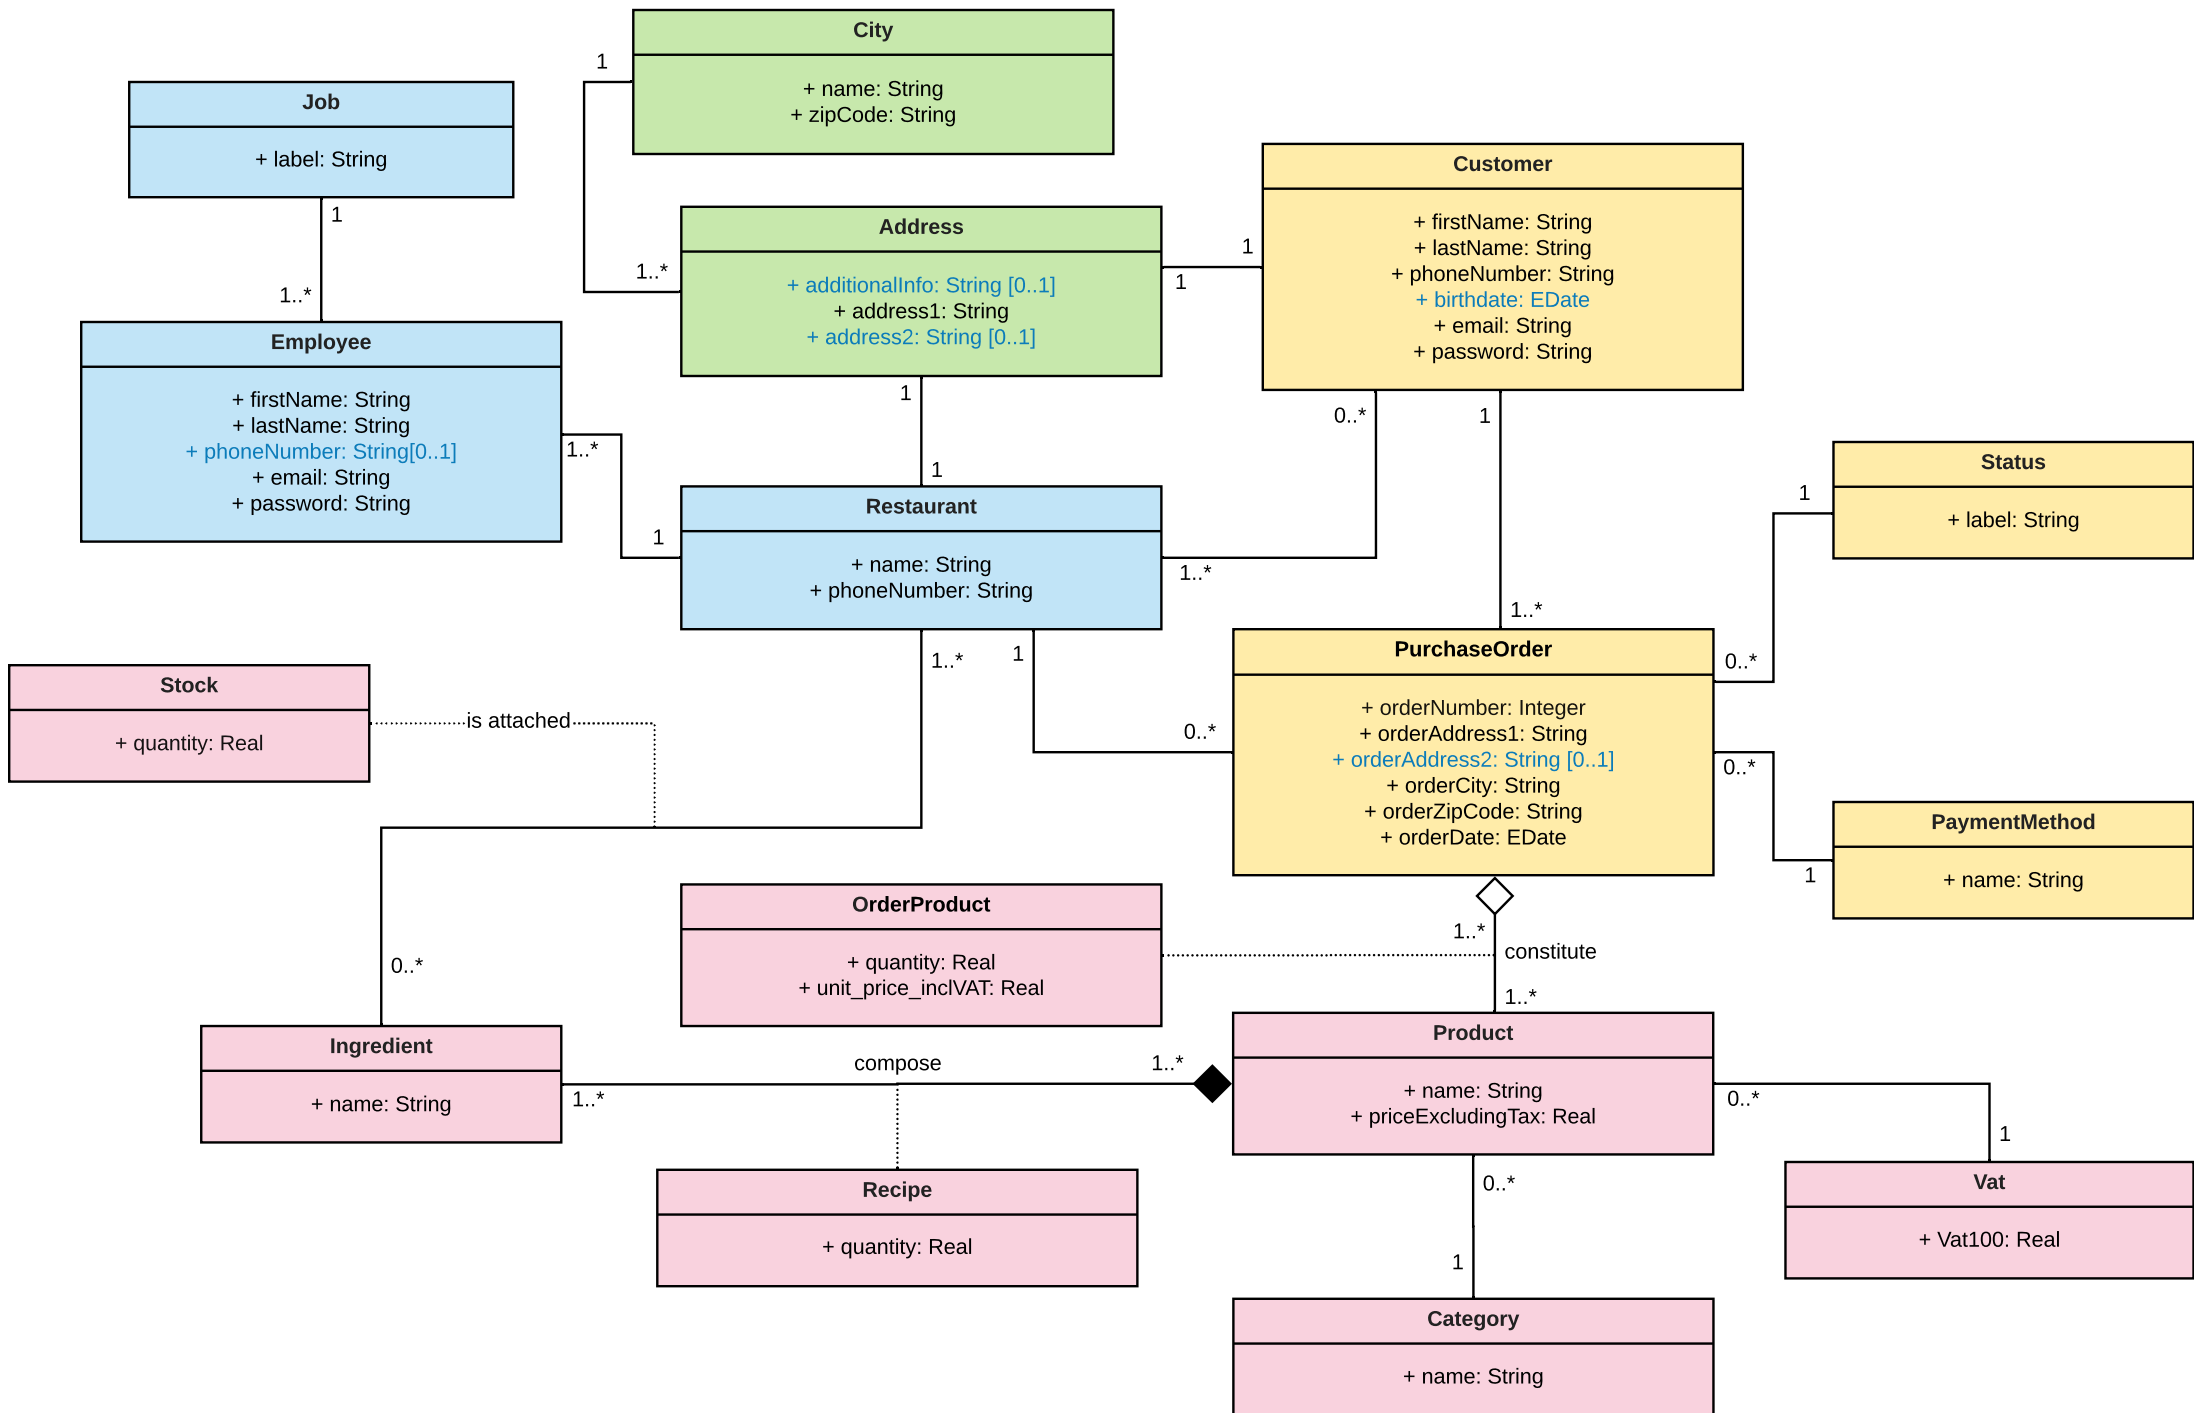 City
+ name: String
+ zipCode: String
1
Job
+ label: String
1
1..*
Address
+ additionalInfo: String [0..1]
+ address1: String
+ address2: String [0..1]
1..*
1
1
Customer
+ firstName: String
+ lastName: String
+ phoneNumber: String
+ birthdate: EDate
+ email: String
+ password: String
Employee
+ firstName: String
+ lastName: String
+ phoneNumber: String[0..1]
+ email: String
+ password: String
1..*
1
1
1
0..*
1
Restaurant
+ name: String
+ phoneNumber: String
1..*
1..*
Status
+ label: String
1
0..*
Stock
+ quantity: Real
is attached
1..*
1
0..*
PurchaseOrder
+ orderNumber: Integer
+ orderAddress1: String
+ orderAddress2: String [0..1]
+ orderCity: String
+ orderZipCode: String
+ orderDate: EDate
0..*
1
PaymentMethod
+ name: String
OrderProduct
+ quantity: Real
+ unit_price_inclVAT: Real
1..*
constitute
1..*
0..*
Ingredient
+ name: String
1..*
compose
1..*
Product
+ name: String
+ priceExcludingTax: Real
0..*
1
Recipe
+ quantity: Real
0..*
1
Vat
+ Vat100: Real
Category
+ name: String